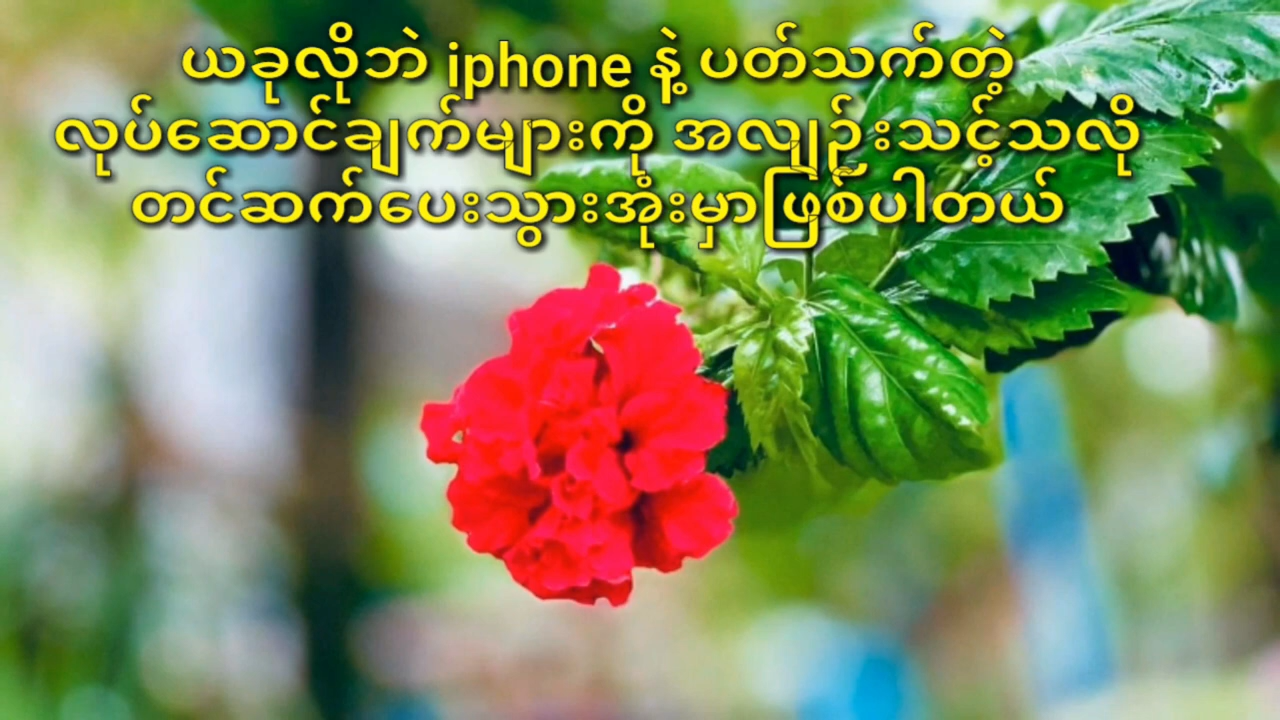 ယခုလိုဘဲ iphone နဲ့ ပတ်သက်တဲ့
လုပ်ဆောင်ချက်များကို အလျဉ်းသင့်သလို
တင်ဆက်ပေးသွားအုံးမှာဖြစ်ပါတယ်